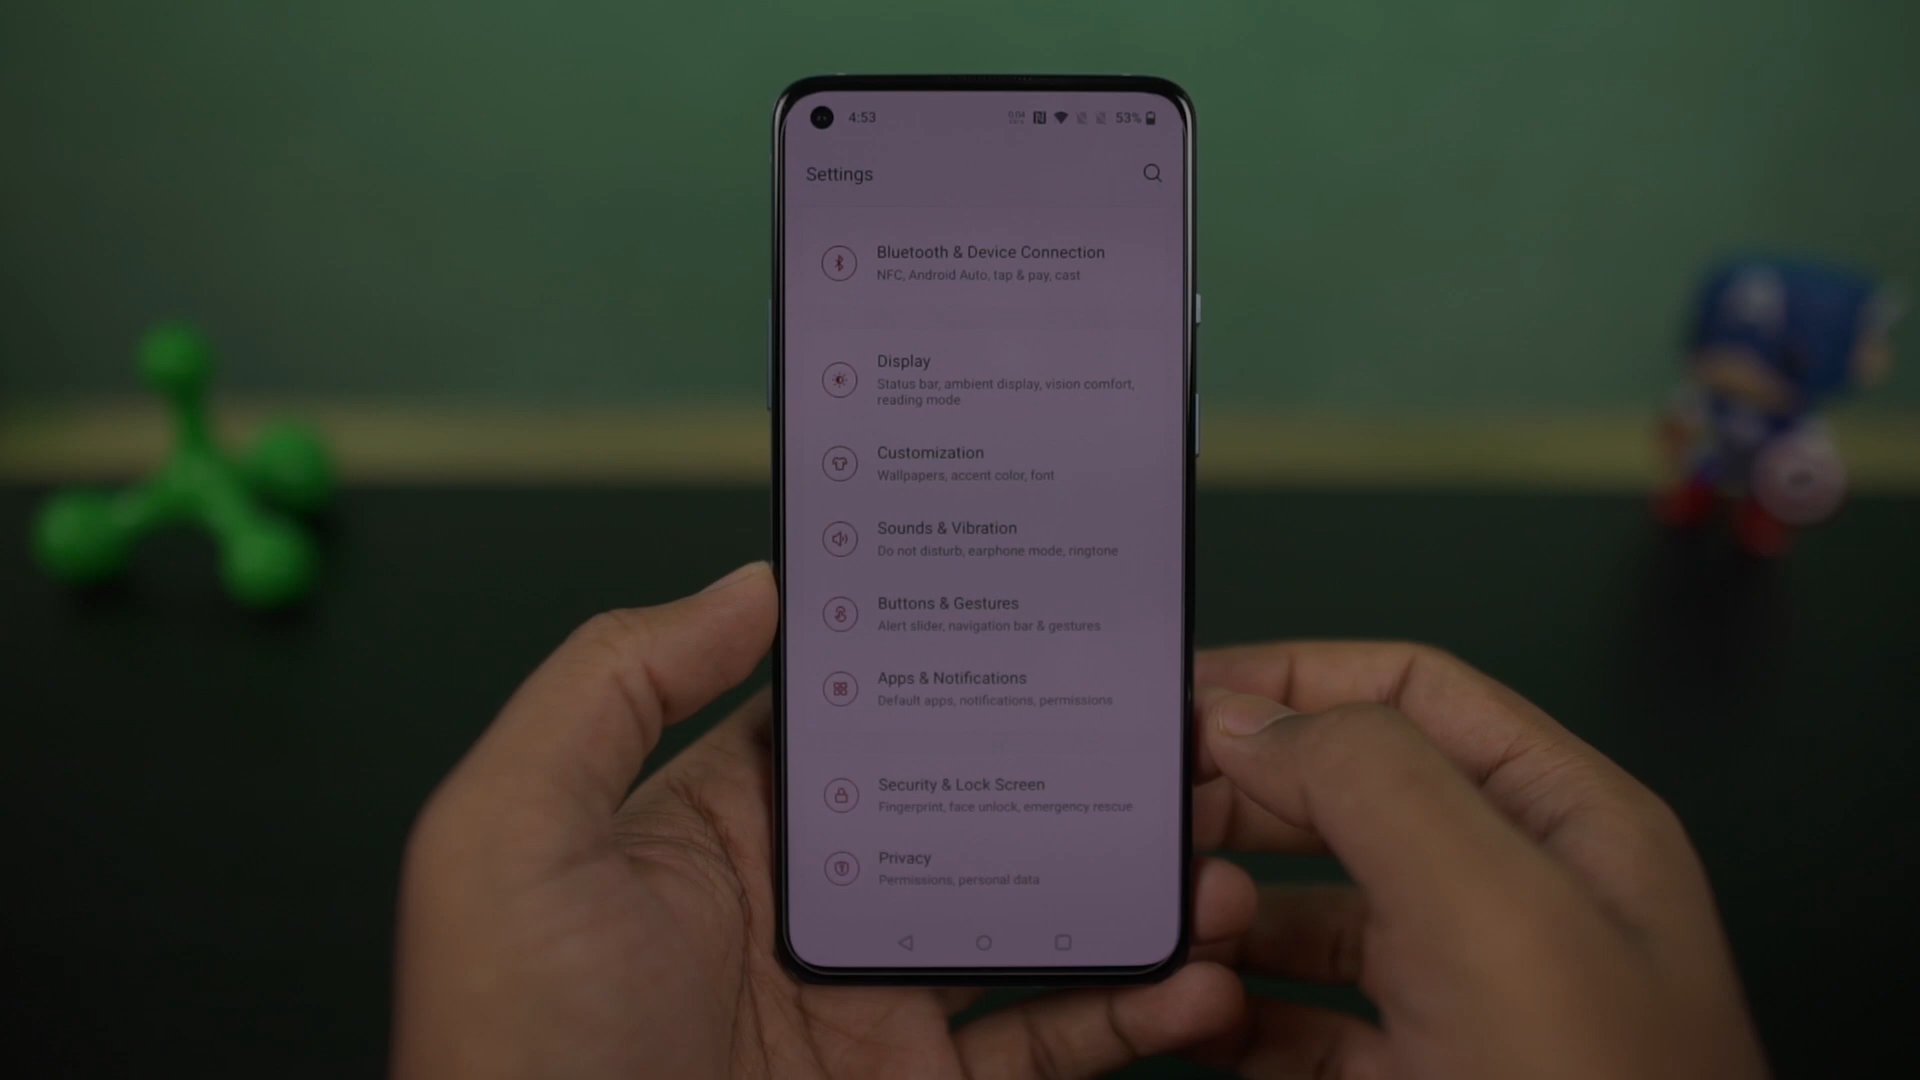 4:53
53%
Settings
Bluetooth & Device Connection
NFC, Android Auto, tap & pay, cast
Display
Status bar, ambient display, vision comfort,
reading mode
Customization
Wallpapers, accent color, font
Sounds & Vibration
Do not disturb, earphone mode, ringtone
Buttons & Gestures
Alert slider, navigation bar & gestures
Apps & Notifications
Default apps, notifications, permissions
Security & Lock Screen
Fingerprint, face unlock, emergency rescue
Privacy
Permissions, personal data